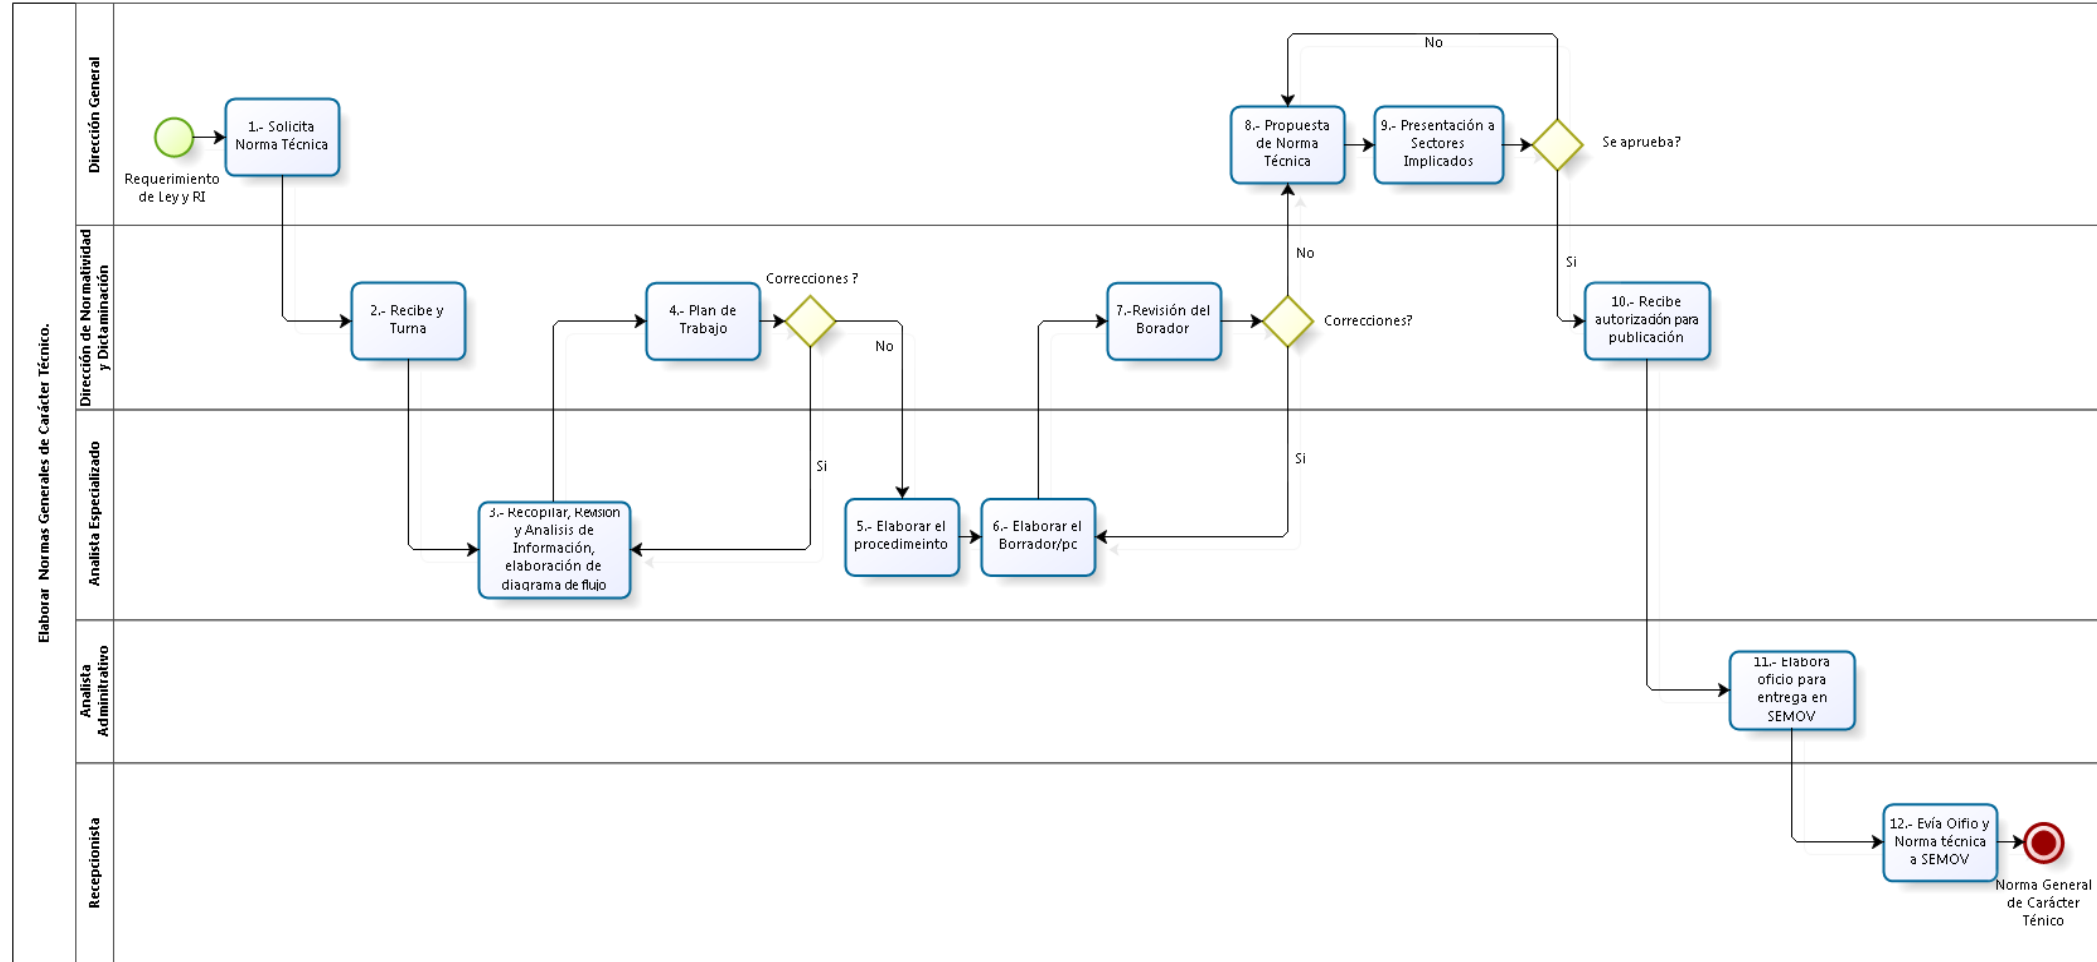 Elaborar Normas Generales de Carácter Técnico.
Dirección General
Requerimiento
de Ley y RI
1.- Solicita
Norma Técnica
8.- Propuesta
de Norma
Técnica
9.- Presentación a
Sectores
Implicados
No
Se aprueba?
Si
Dirección de Normatividad
y Dictaminación
2.- Recibe y
Turna
4.- Plan de
Trabajo
Correcciones ?
No
Si
7.-Revisión del
Borador
Correcciones?
No
Si
10.- Recibe
autorización para
publicación
Analista Especializado
3.- Recopilar, Revisión
y Analisis de
Información,
elaboración de
diagrama de flujo
5.- Elaborar el
procedimeinto
6.- Elaborar el
Borrador/pc
Analista
Adminitrativo
11.- Elabora
oficio para
entrega en
SEMOV
Recepcionista
12.- Evía Oifio y
Norma técnica
a SEMOV
Norma General
de Carácter
Ténico